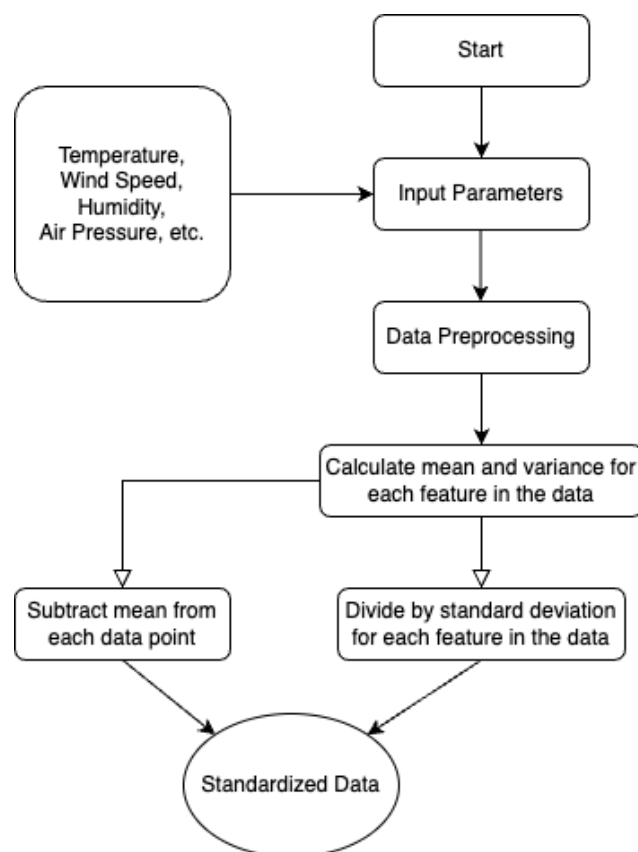 Start
Temperature,
Wind Speed,
Humidity,
Air Pressure, etc.
Input Parameters
Data Preprocessing
Calculate mean and variance for
each feature in the data
Subtract mean from
each data point
Divide by standard deviation
for each feature in the data
Standardized Data